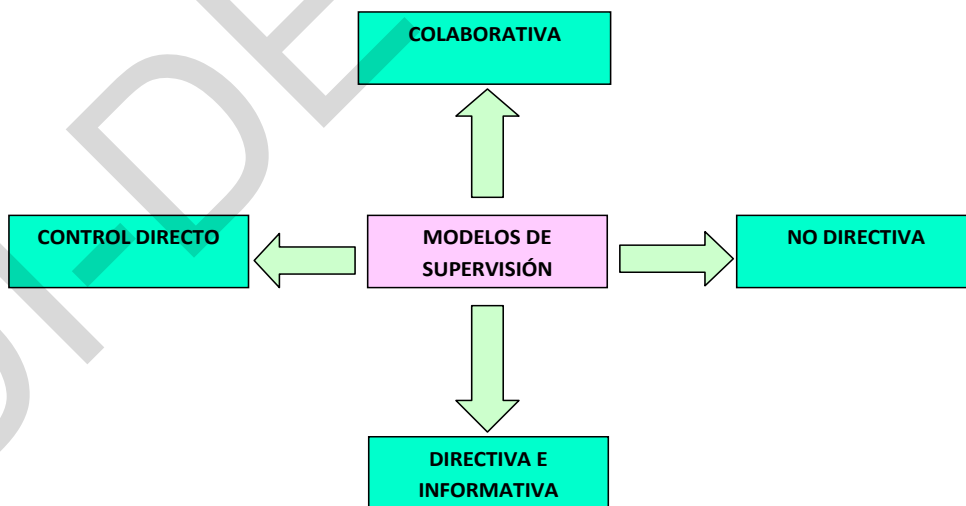 COLABORATIVA
CONTROL DIRECTO
MODELOS DE
SUPERVISIÓN
NO DIRECTIVA
DIRECTIVA E
INFORMATIVA